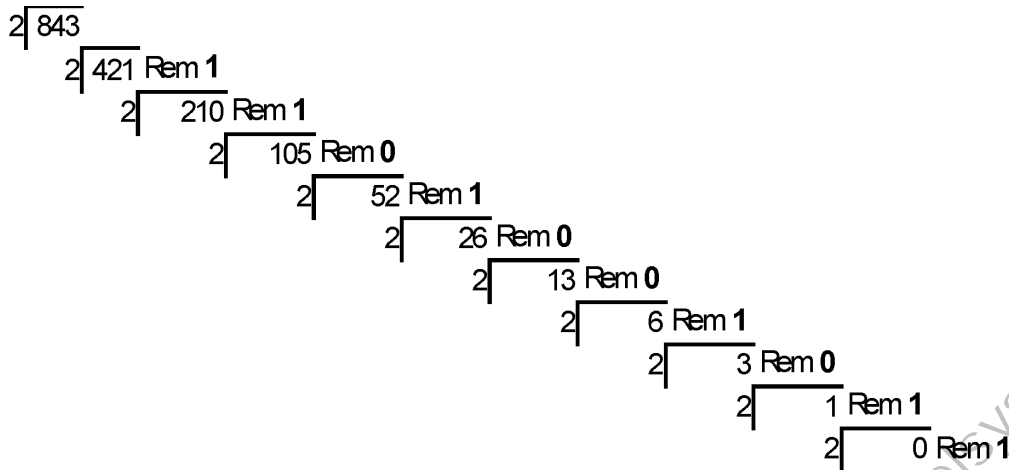 2 843
2 421 Rem 1
2 210 Rem 1
2 105 Rem 0
2 52 Rem 1
2 26 Rem 0
2 13 Rem 0
2 6 Rem 1
2 3 Rem 0
2 1 Rem 1
2 0 Rem 1